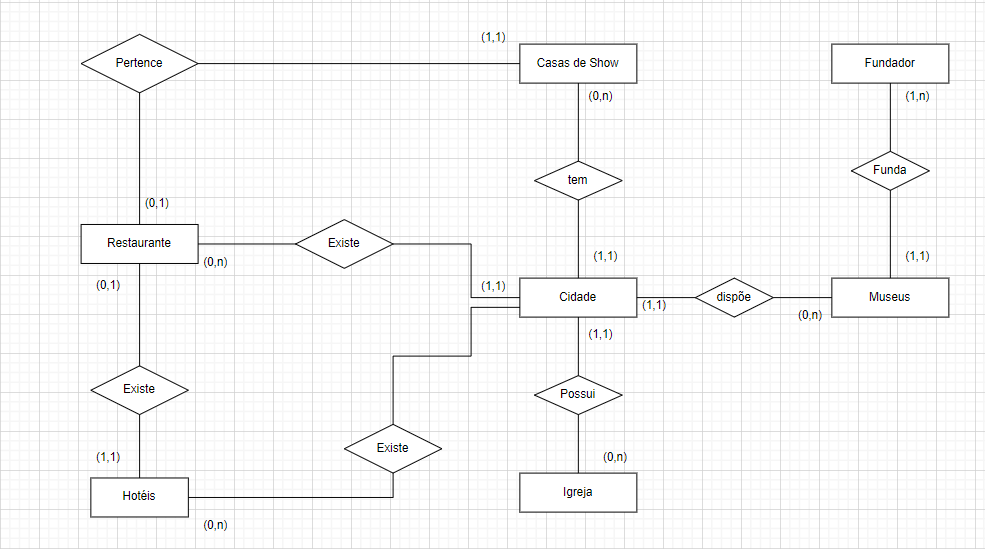 (1,1)
Pertence
Casas de Show
Fundador
(0,n)
(1,n)
Funda
tem
(0,1)
Restaurante
Existe
(0,n)
(1,1)
(1,1)
(0,1)
(1,1)
Cidade
(1,1)
dispõe
Museus
(0,n)
(1,1)
Existe
Possui
Existe
(1,1)
(0,n)
Hotéis
Igreja
(0,n)